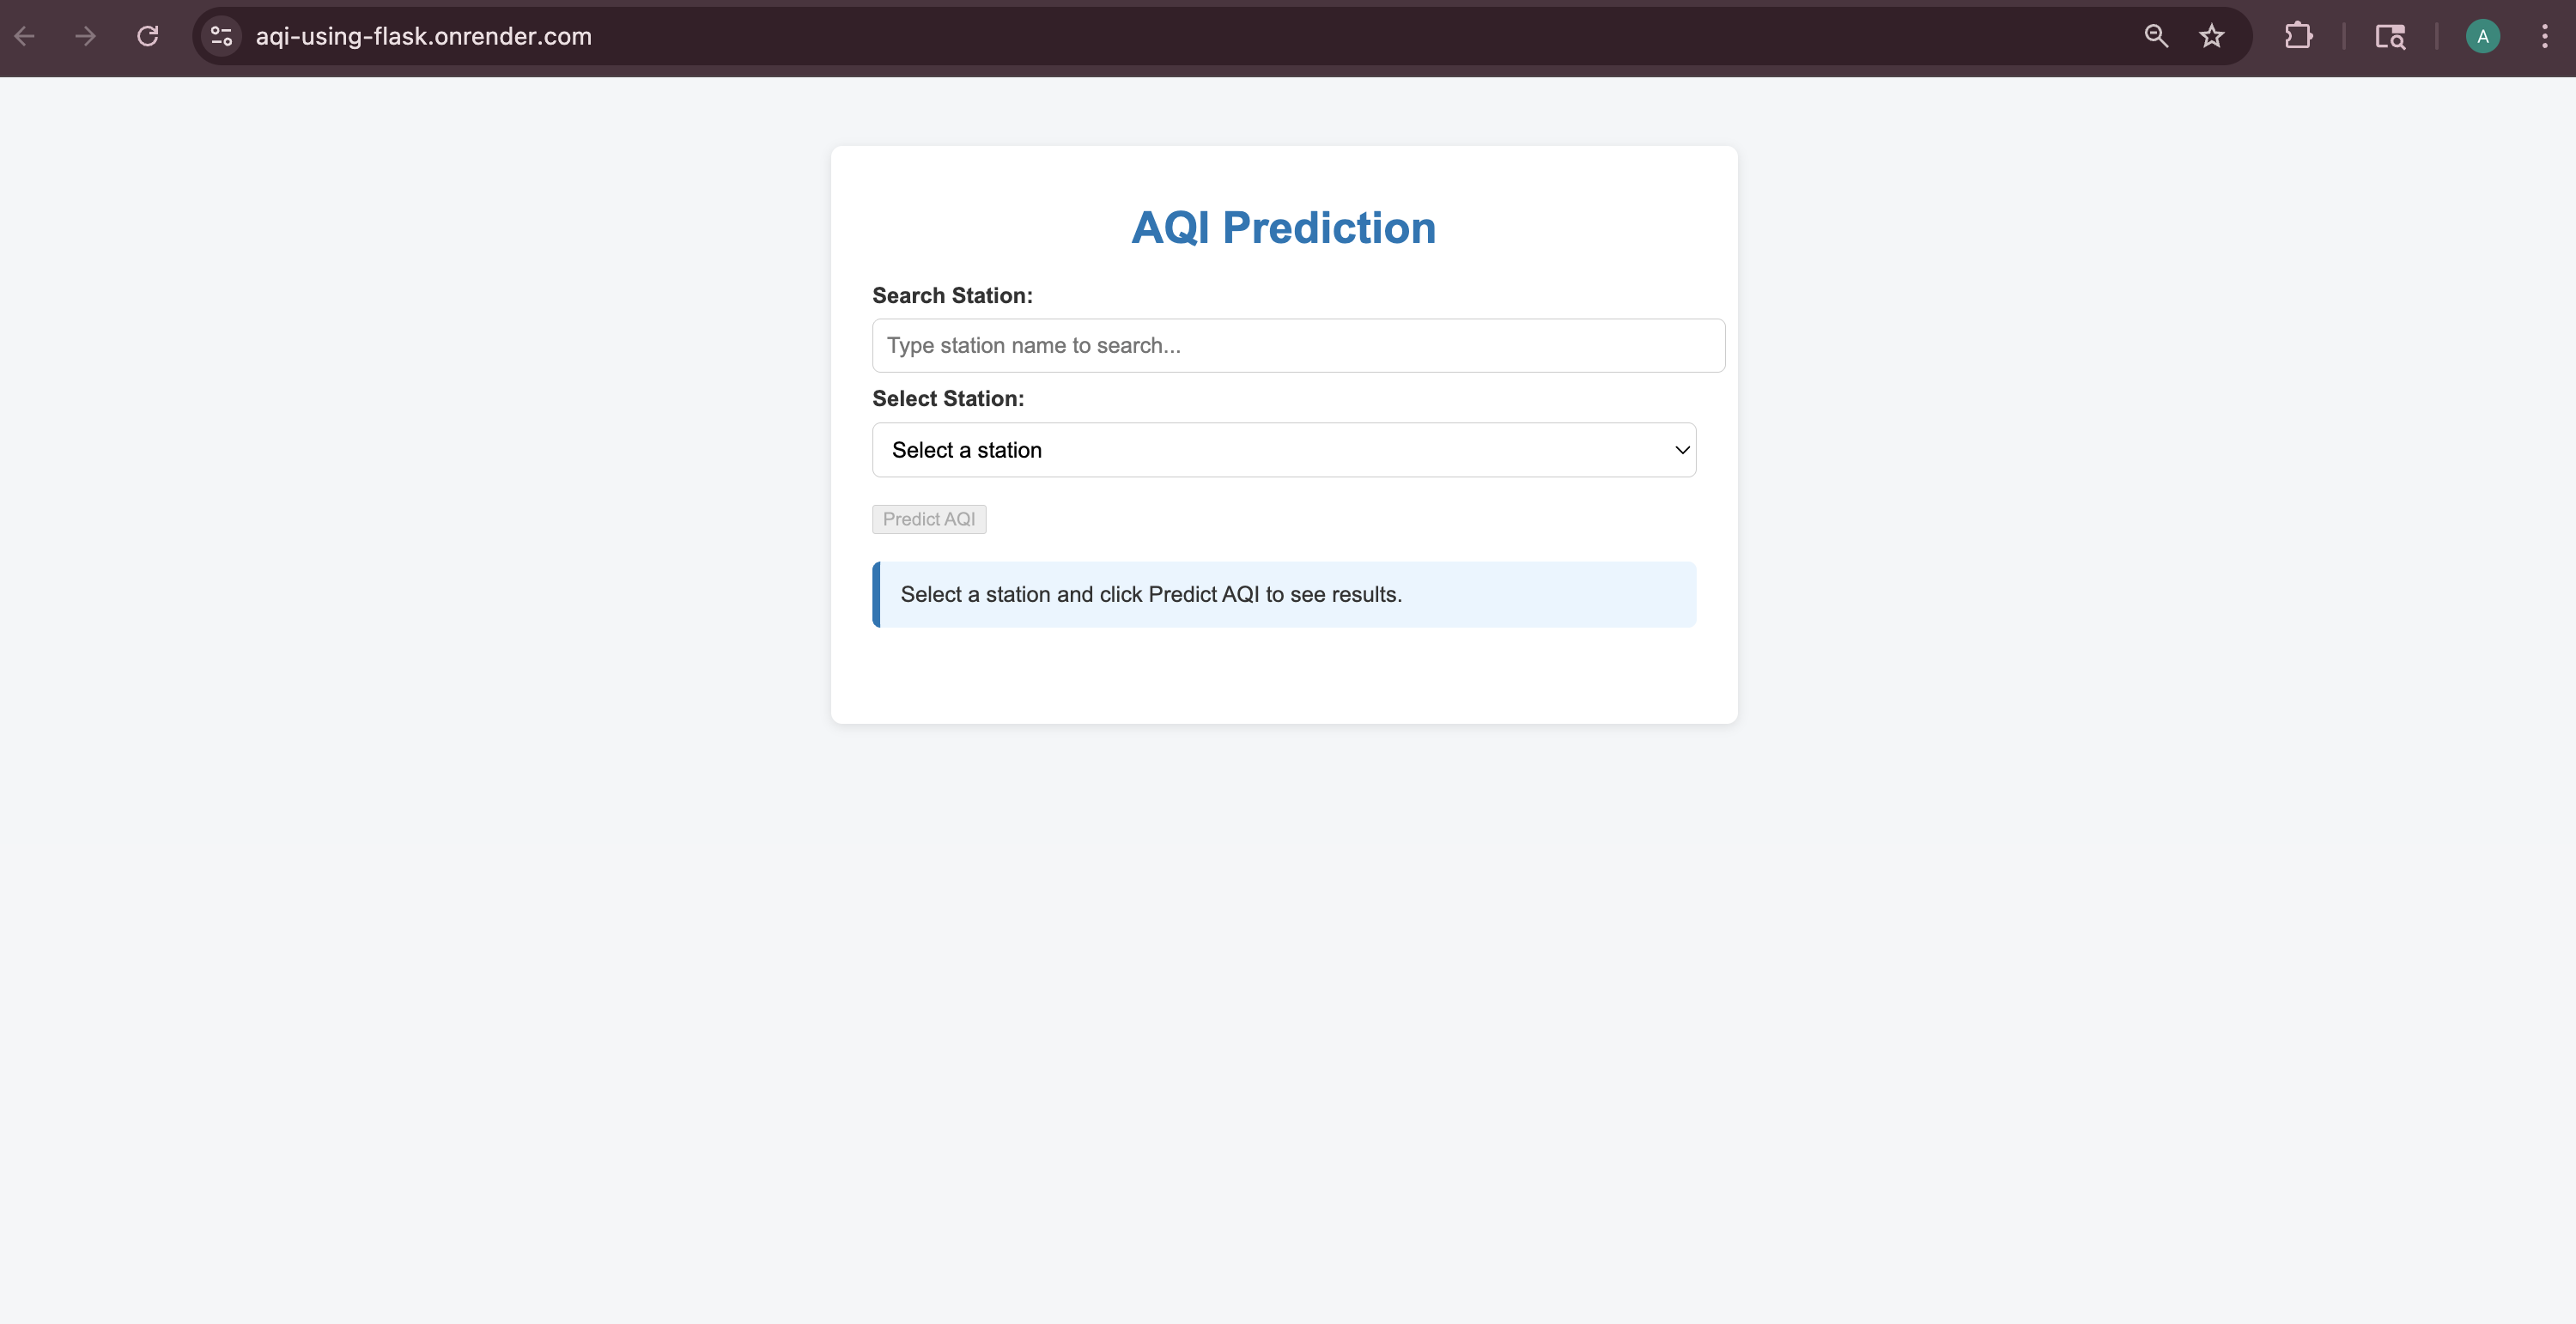 aqi-using-flask.onrender.com
A
AQI Prediction
Search Station:
Type station name to search...
Select Station:
Select a station
Predict AQI
Select a station and click Predict AQI to see results.